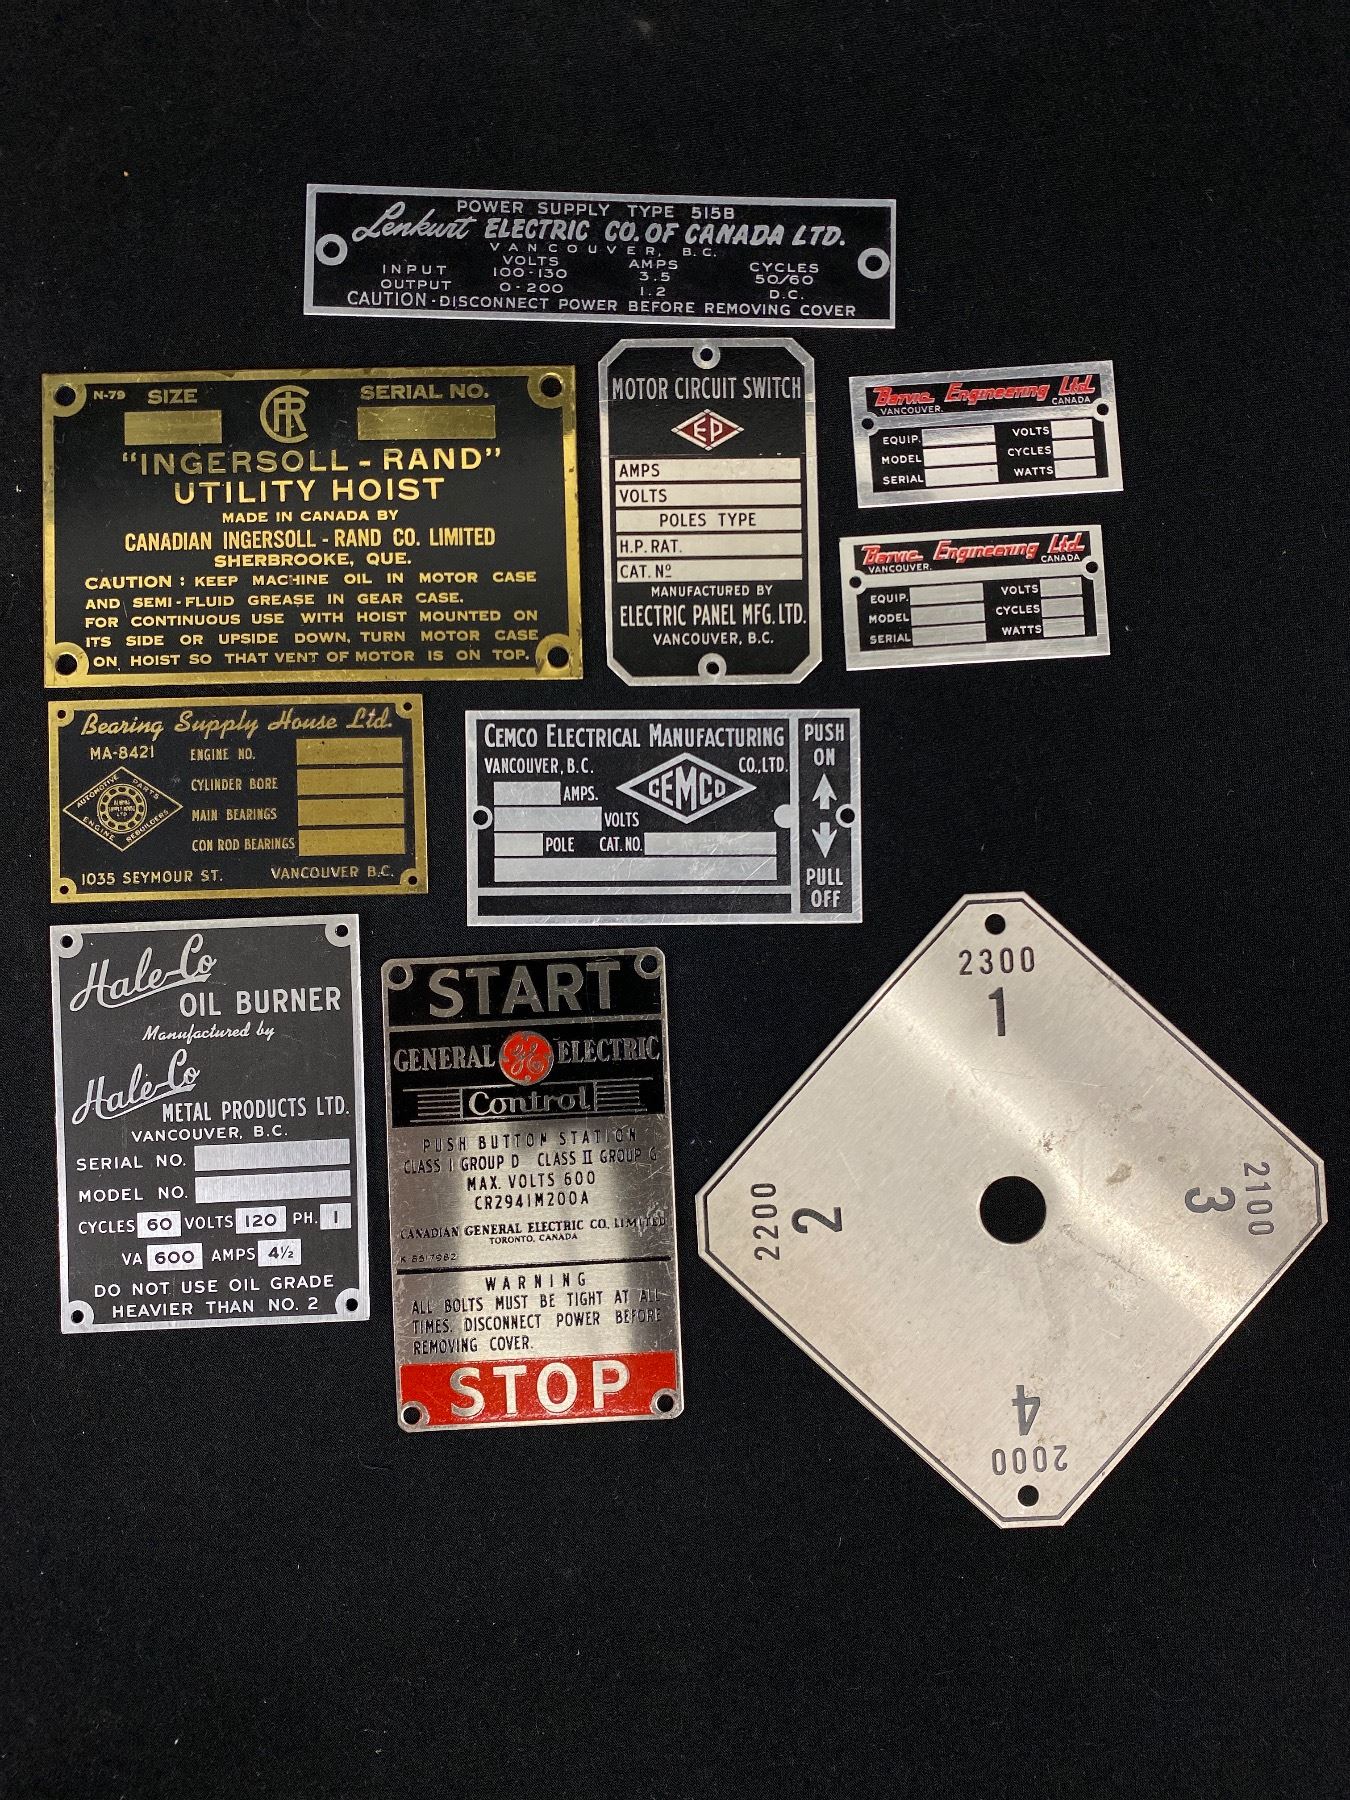 POWER SUPPLY TYPE 515B
Lenkurt ELECTRIC CO. OF CANADA LTD.
VANCOUVER, B.C.
VOLTS AMPS CYCLES
INPUT 100-130 3.5 50/60
OUTPUT 0-200 1.2 D.C.
CAUTION-DISCONNECT POWER BEFORE REMOVING COVER
N-79 SIZE SERIAL NO.
"INGERSOLL-RAND"
UTILITY HOIST
MADE IN CANADA BY
CANADIAN INGERSOLL-RAND CO. LIMITED
SHERBROOKE, QUE.
CAUTION: KEEP MACHINE OIL IN MOTOR CASE
AND SEMI-FLUID GREASE IN GEAR CASE.
FOR CONTINUOUS USE WITH HOIST MOUNTED ON
ITS SIDE OR UPSIDE DOWN, TURN MOTOR CASE
ON HOIST SO THAT VENT OF MOTOR IS ON TOP.
MOTOR CIRCUIT SWITCH
EP
AMPS
VOLTS
POLES TYPE
H.P. RAT.
CAT. Nº
MANUFACTURED BY
ELECTRIC PANEL MFG. LTD.
VANCOUVER, B.C.
Engineering Ltd.
VANCOUVER. CANADA
EQUIP. VOLTS
MODEL CYCLES
SERIAL WATTS
Engineering Ltd.
VANCOUVER. CANADA
EQUIP. VOLTS
MODEL CYCLES
SERIAL WATTS
Bearing Supply House Ltd.
MA-8421 ENGINE NO.
CYLINDER BORE
MAIN BEARINGS
CON ROD BEARINGS
AUTOMOTIVE PARTS
ENGINE REBUILDERS
1035 SEYMOUR ST. VANCOUVER B.C.
CEMCO ELECTRICAL MANUFACTURING
VANCOUVER, B.C. CO., LTD.
CEMCO
AMPS.
VOLTS
POLE CAT. NO.
PUSH
ON
PULL
OFF
Hale-Co
OIL BURNER
Manufactured by
Hale-Co
METAL PRODUCTS LTD.
VANCOUVER, B.C.
SERIAL NO.
MODEL NO.
CYCLES 60 VOLTS 120 PH. 1
VA 600 AMPS 4½
DO NOT USE OIL GRADE
HEAVIER THAN NO. 2
START
GENERAL GE ELECTRIC
Control
PUSH BUTTON STATION
CLASS I GROUP D CLASS II GROUP G
MAX. VOLTS 600
CR2941M200A
CANADIAN GENERAL ELECTRIC CO. LIMITED
TORONTO, CANADA
WARNING
ALL BOLTS MUST BE TIGHT AT ALL
TIMES. DISCONNECT POWER BEFORE
REMOVING COVER.
STOP
2300
1
2200
2
2100
3
4
2000